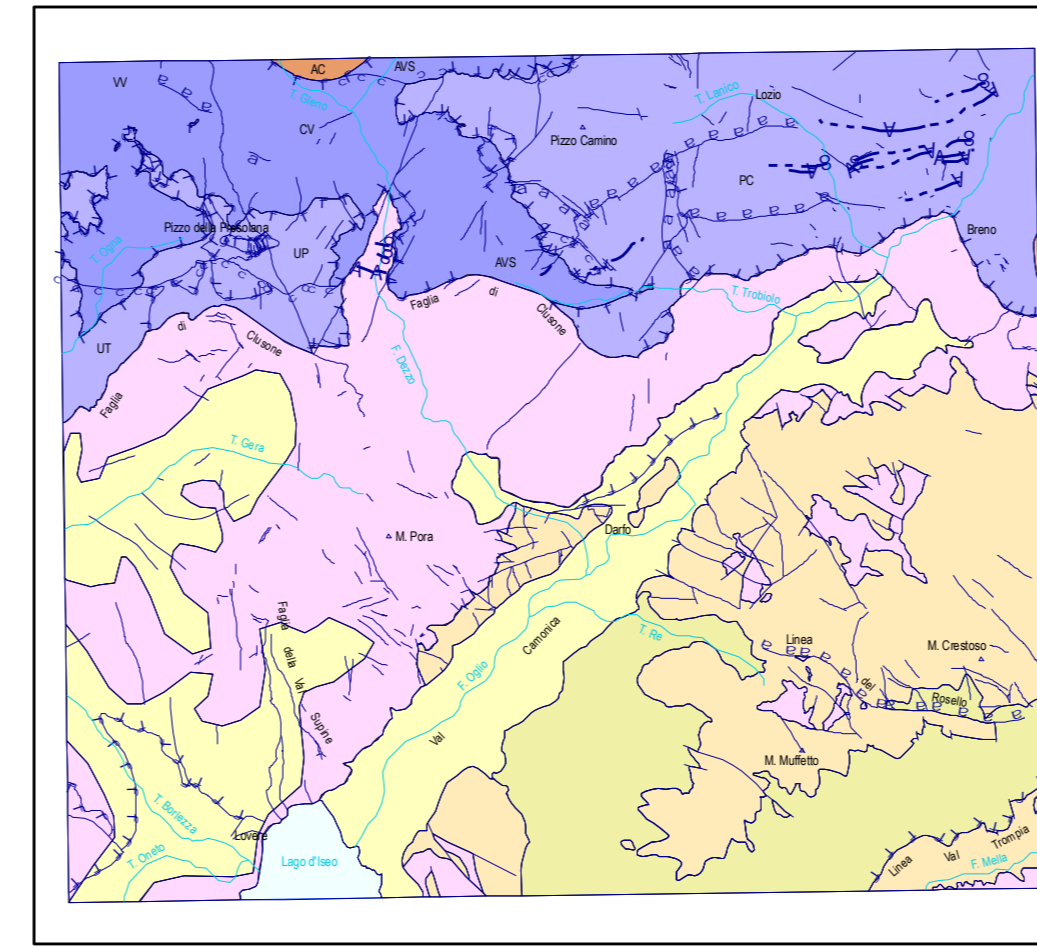 AC
AVS
VV
T. Gleno
CV
T. Lanico
Lozio
Pizzo Camino
PC
Pizzo della Presolana
T. Ogna
UP
Breno
AVS
T. Trobiolo
Faglia di Clusone
UT
Faglia di Clusone
F. Dezzo
T. Gera
M. Pora
Darfo
Faglia della Val Supine
T. Re
Linea del Rosello
M. Crestoso
F. Oglio
Val Camonica
M. Muffetto
T. Borlezza
Lovere
T. Oneto
Lago d'Iseo
Linea Val Trompia
F. Mella